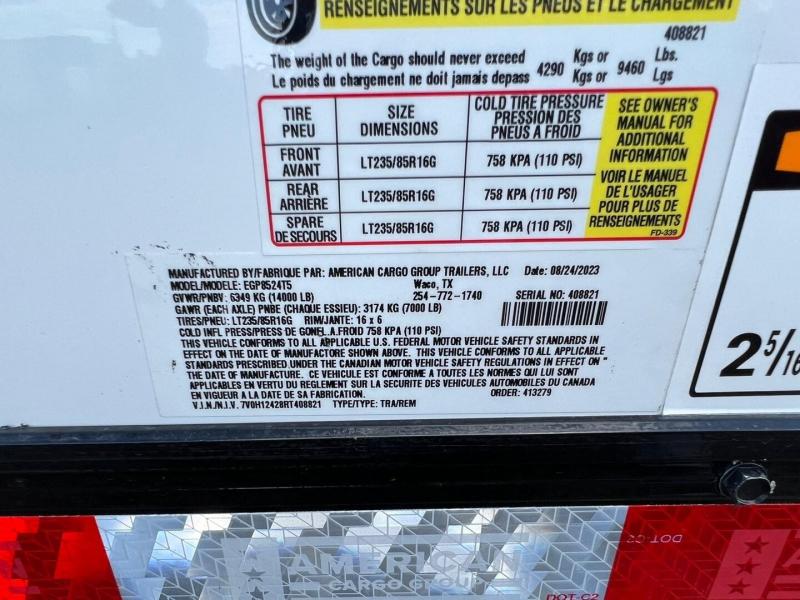 RENSEIGNEMENTS SUR LES PNEUS ET LE CHARGEMENT
408821
The weight of the Cargo should never exceed 4290 Kgs or 9460 Lbs.
Le poids du chargement ne doit jamais depass Kgs or Lgs
TIRE PNEU
SIZE DIMENSIONS
COLD TIRE PRESSURE PRESSION DES PNEUS A FROID
SEE OWNER'S MANUAL FOR ADDITIONAL INFORMATION
VOIR LE MANUEL DE L'USAGER POUR PLUS DE RENSEIGNEMENTS
FD-339
FRONT AVANT LT235/85R16G 758 KPA (110 PSI)
REAR ARRIÈRE LT235/85R16G 758 KPA (110 PSI)
SPARE DE SECOURS LT235/85R16G 758 KPA (110 PSI)
MANUFACTURED BY/FABRIQUE PAR: AMERICAN CARGO GROUP TRAILERS, LLC Date: 08/24/2023
MODEL/MODELE: EGP8524T5 Waco, TX
GVWR/PNBV: 6349 KG (14000 LB) 254-772-1740 SERIAL NO: 408821
GAWR (EACH AXLE) PNBE (CHAQUE ESSIEU): 3174 KG (7000 LB)
TIRES/PNEU: LT235/85R16G RIM/JANTE: 16 x 6
COLD INFL PRESS/PRESS DE GONFL.A.FROID 758 KPA (110 PSI)
THIS VEHICLE CONFORMS TO ALL APPLICABLE U.S. FEDERAL MOTOR VEHICLE SAFETY STANDARDS IN
EFFECT ON THE DATE OF MANUFACTURE SHOWN ABOVE. THIS VEHICLE CONFORMS TO ALL APPLICABLE
STANDARDS PRESCRIBED UNDER THE CANADIAN MOTOR VEHICLE SAFETY REGULATIONS IN EFFECT ON "
THE DATE OF MANUFACTURE. CE VEHICULE EST CONFORME A TOUTES LES NORMES QUI LUI SONT
APPLICABLES EN VERTU DU REGLEMENT SUR LA SECURITE DES VEHICULES AUTOMOBILES DU CANADA
EN VIGUEUR A LA DATE DE SA FABRICATION. ORDER: 413279
V.I.N./N.I.V. 7V0H12428RT408821 TYPE/TYPE: TRA/REM
2 5/16
AMERICAN
CARGO GROUP
DOT-C2
DOT-C2